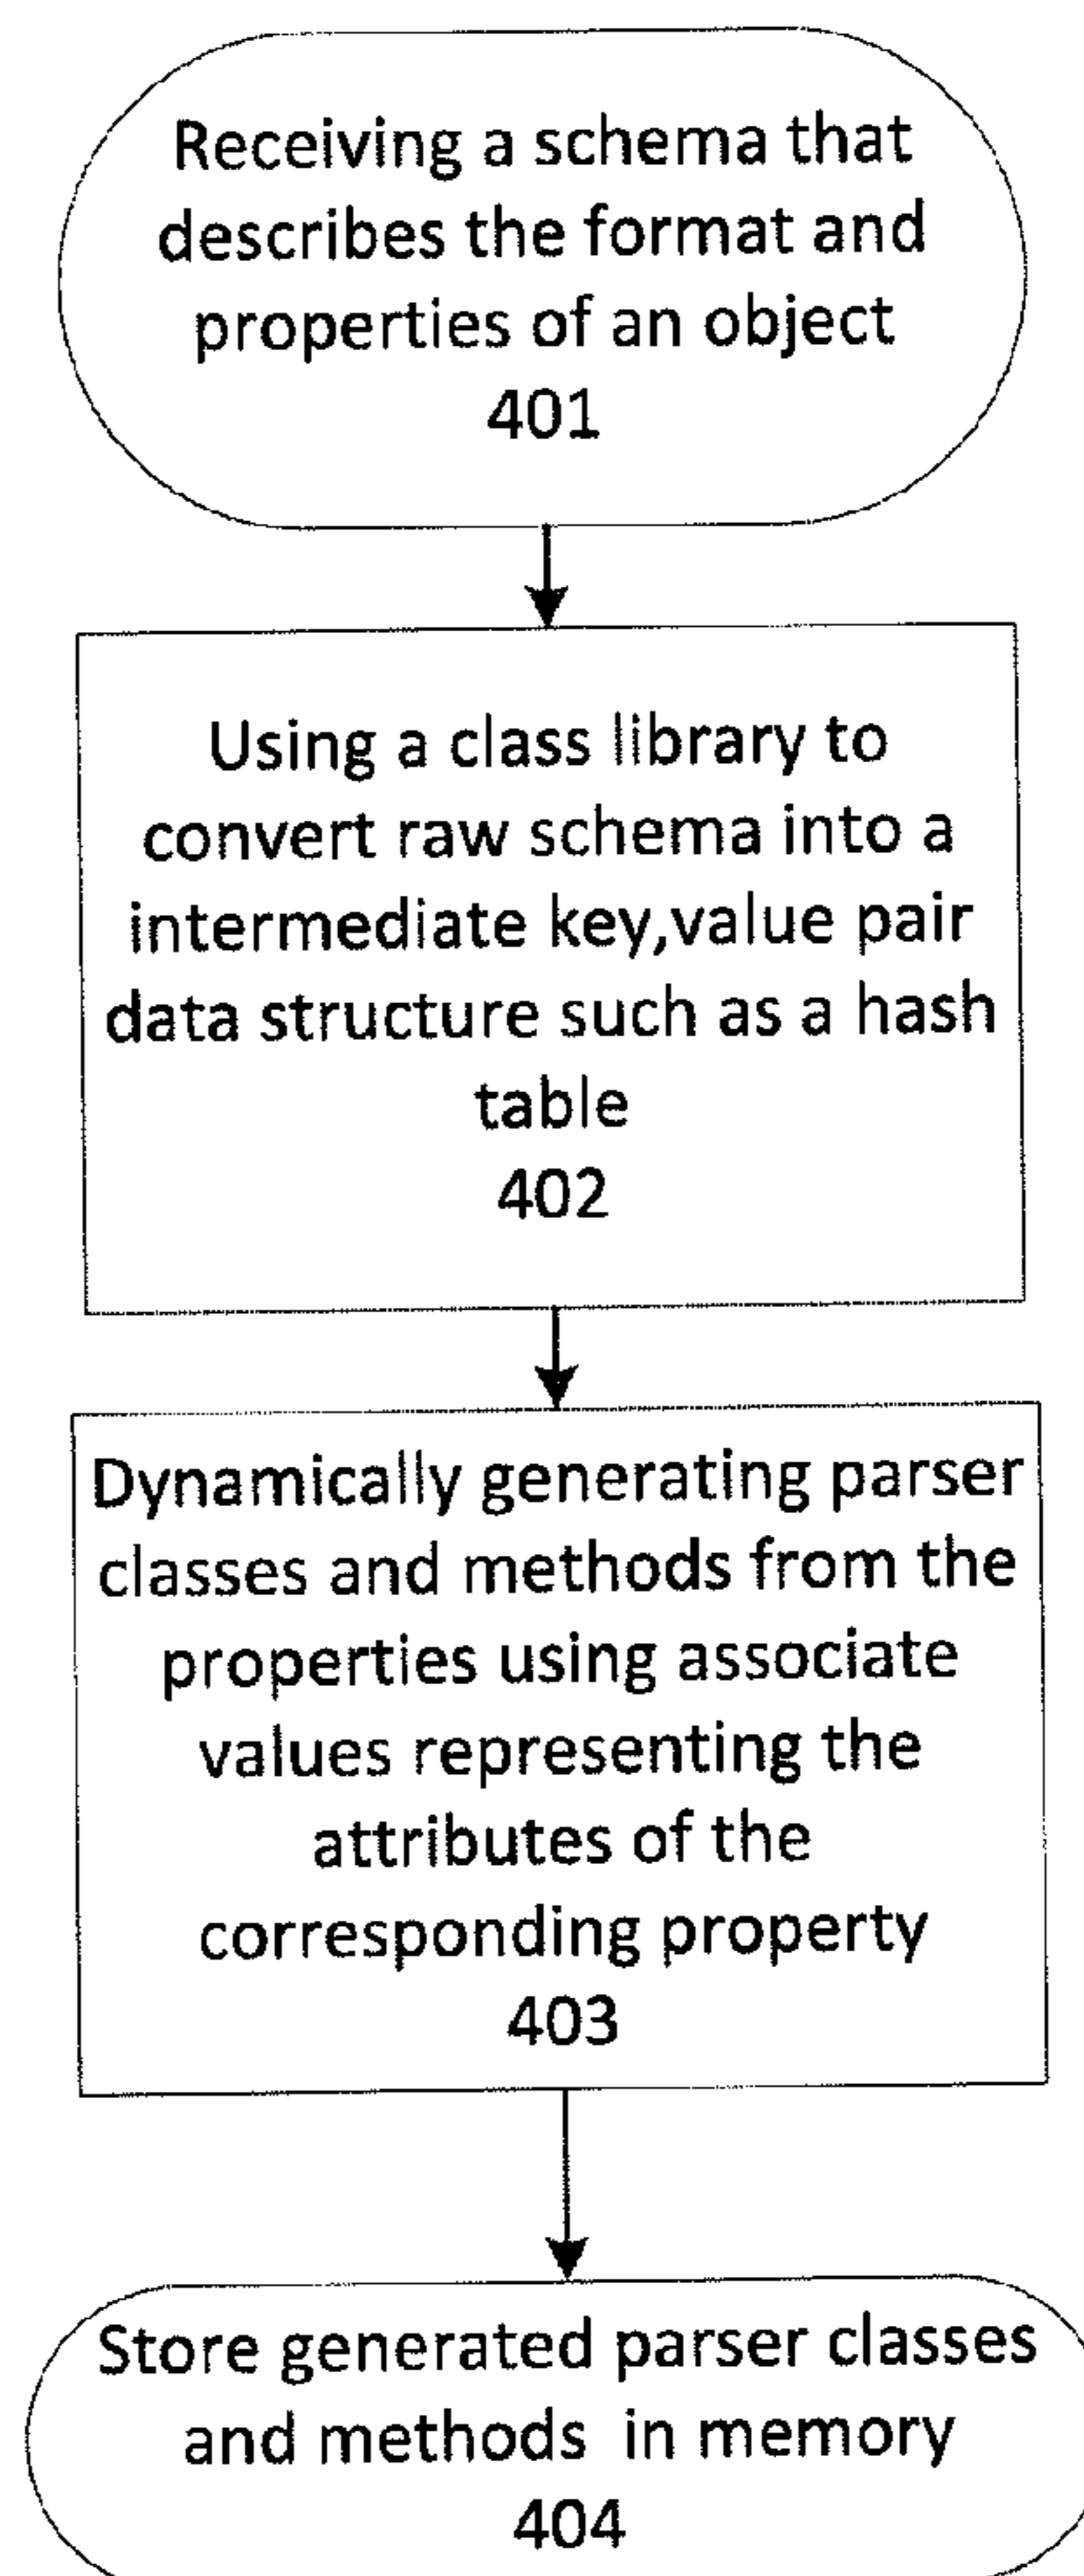 Receiving a schema that
describes the format and
properties of an object
401
Using a class library to
convert raw schema into a
intermediate key,value pair
data structure such as a hash
table
402
Dynamically generating parser
classes and methods from the
properties using associate
values representing the
attributes of the
corresponding property
403
Store generated parser classes
and methods in memory
404